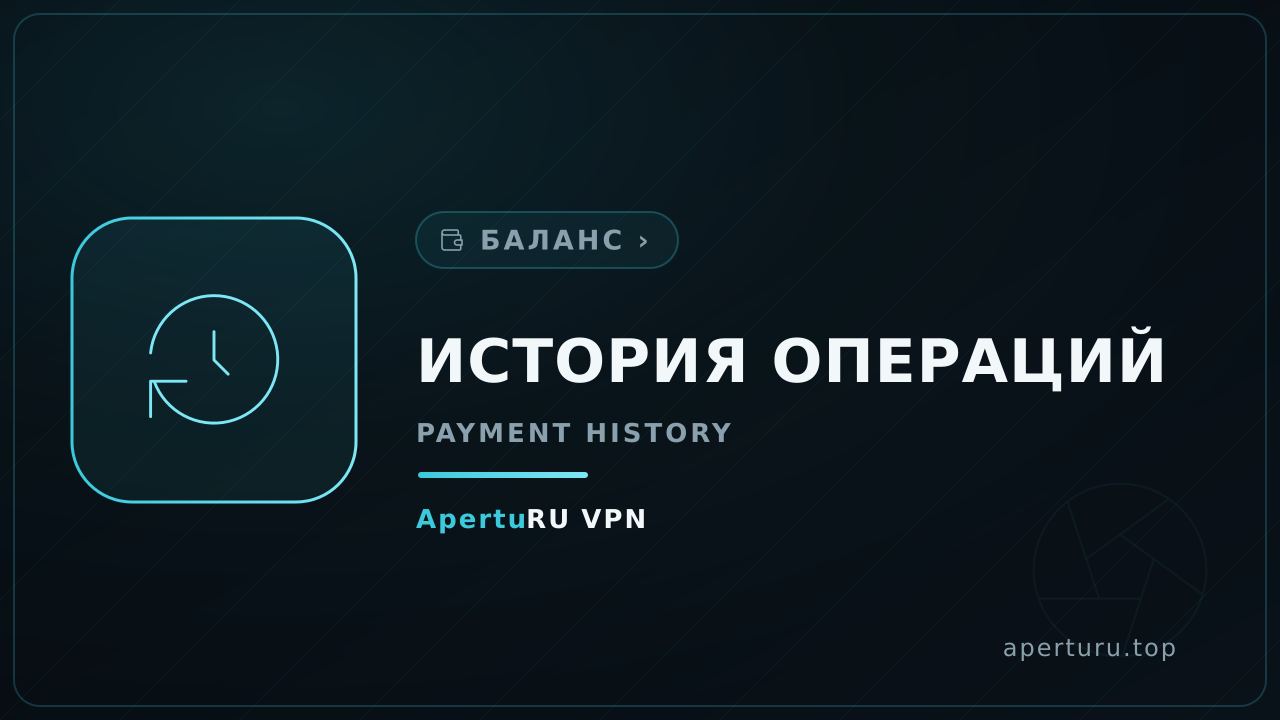 БАЛАНС ›
ИСТОРИЯ ОПЕРАЦИЙ
PAYMENT HISTORY
ApertuRU VPN
aperturu.top